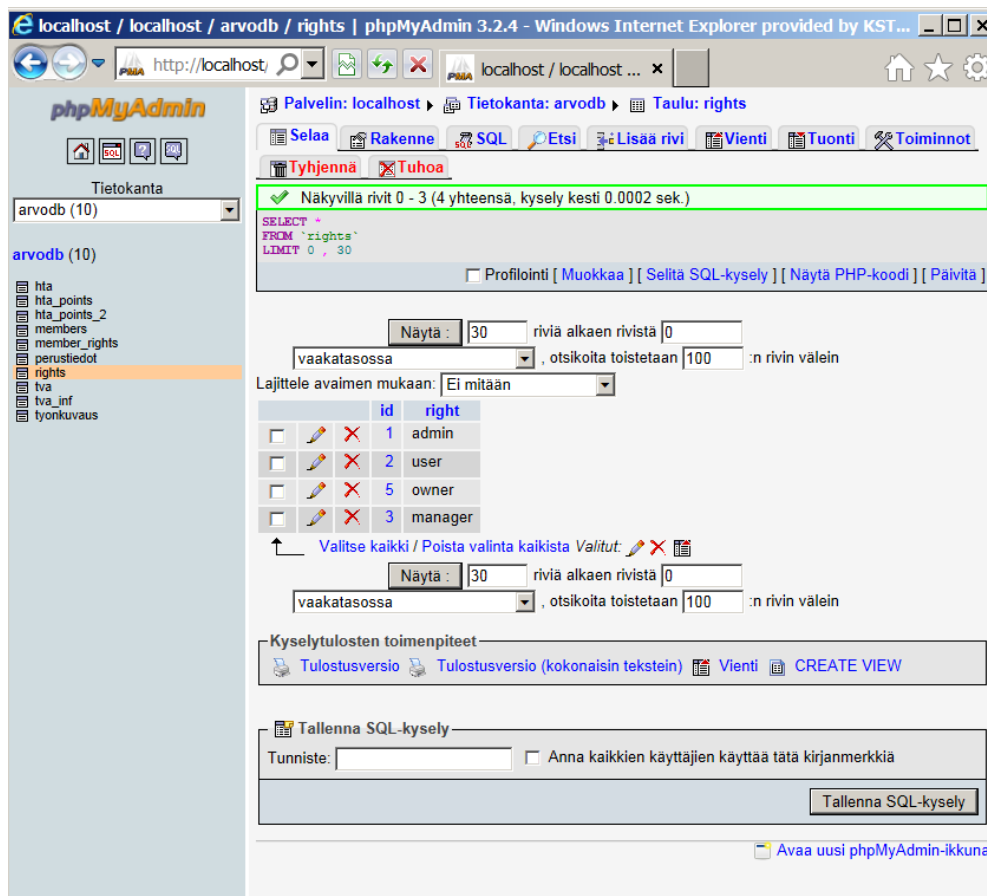 localhost / localhost / arvodb / rights | phpMyAdmin 3.2.4 - Windows Internet Explorer provided by KST...
http://localhost/
localhost / localhost ...
phpMyAdmin
Tietokanta
arvodb (10)
arvodb (10)
hta
hta_points
hta_points_2
members
member_rights
perustiedot
rights
tva
tva_inf
tyonkuvaus
Palvelin: localhost Tietokanta: arvodb Taulu: rights
Selaa Rakenne SQL Etsi Lisää rivi Vienti Tuonti Toiminnot
Tyhjennä Tuhoa
Näkyvillä rivit 0 - 3 (4 yhteensä, kysely kesti 0.0002 sek.)
SELECT *
FROM `rights`
LIMIT 0 , 30
Profilointi [ Muokkaa ] [ Selitä SQL-kysely ] [ Näytä PHP-koodi ] [ Päivitä ]
Näytä : 30 riviä alkaen rivistä 0
vaakatasossa , otsikoita toistetaan 100 :n rivin välein
Lajittele avaimen mukaan: Ei mitään
id right
1 admin
2 user
5 owner
3 manager
Valitse kaikki / Poista valinta kaikista Valitut:
Näytä : 30 riviä alkaen rivistä 0
vaakatasossa , otsikoita toistetaan 100 :n rivin välein
Kyselytulosten toimenpiteet
Tulostusversio Tulostusversio (kokonaisin tekstein) Vienti CREATE VIEW
Tallenna SQL-kysely
Tunniste: Anna kaikkien käyttäjien käyttää tätä kirjanmerkkiä
Tallenna SQL-kysely
Avaa uusi phpMyAdmin-ikkuna